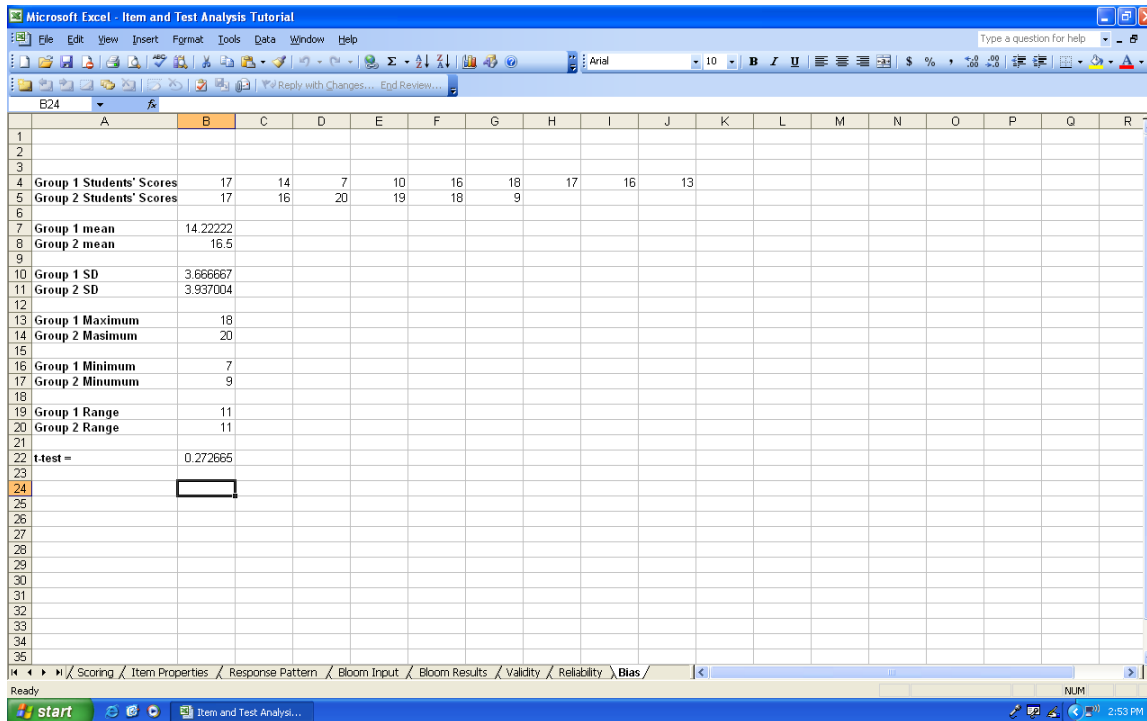 Microsoft Excel - Item and Test Analysis Tutorial
File Edit View Insert Format Tools Data Window Help
Type a question for help
Arial 10 B I U $ % ,
Reply with Changes... End Review...
B24 fx
A B C D E F G H I J K L M N O P Q R
1
2
3
4 Group 1 Students' Scores 17 14 7 10 16 18 17 16 13
5 Group 2 Students' Scores 17 16 20 19 18 9
6
7 Group 1 mean 14.22222
8 Group 2 mean 16.5
9
10 Group 1 SD 3.666667
11 Group 2 SD 3.937004
12
13 Group 1 Maximum 18
14 Group 2 Masimum 20
15
16 Group 1 Minimum 7
17 Group 2 Minumum 9
18
19 Group 1 Range 11
20 Group 2 Range 11
21
22 t-test = 0.272665
23
24
25
26
27
28
29
30
31
32
33
34
35
Scoring / Item Properties / Response Pattern / Bloom Input / Bloom Results / Validity / Reliability \ Bias /
Ready NUM
start Item and Test Analysi... 2:53 PM